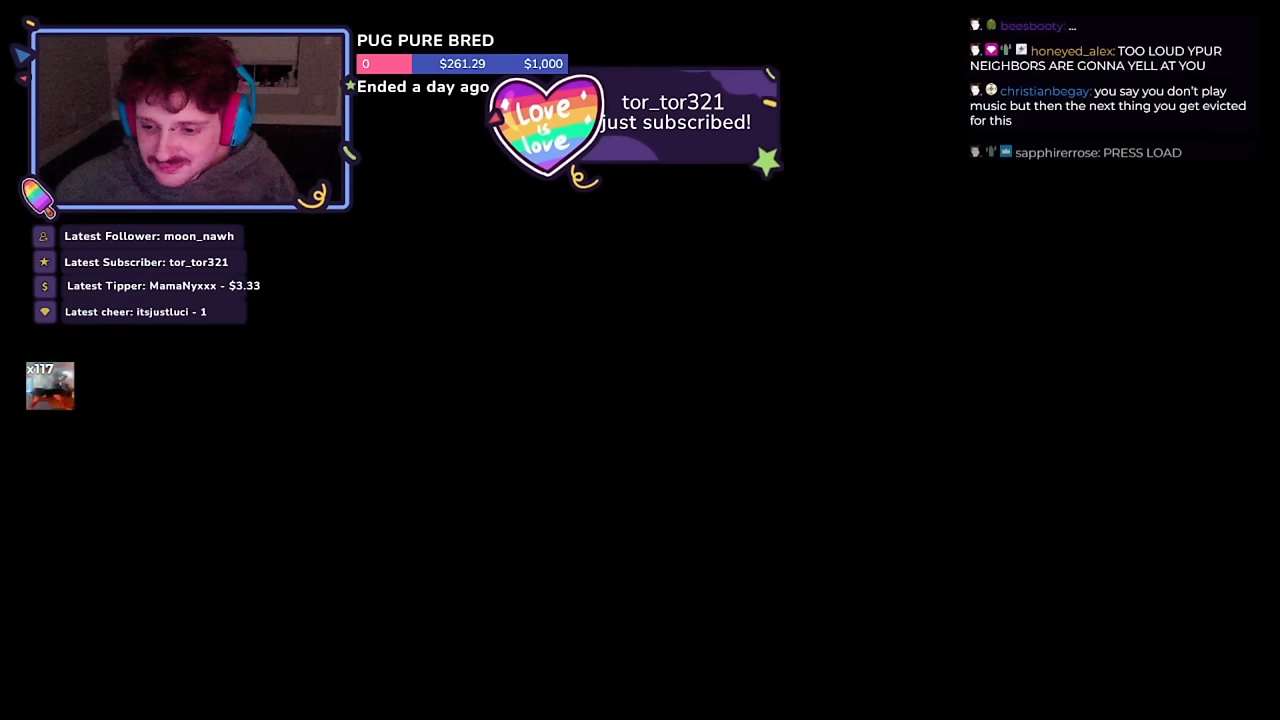 PUG PURE BRED
0 $261.29 $1,000
Ended a day ago
Love
is
love
tor_tor321
just subscribed!
Latest Follower: moon_nawh
Latest Subscriber: tor_tor321
Latest Tipper: MamaNyxxx - $3.33
Latest cheer: itsjustluci - 1
x117
beesbooty: ...
honeyed_alex: TOO LOUD YPUR
NEIGHBORS ARE GONNA YELL AT YOU
christianbegay: you say you don't play
music but then the next thing you get evicted
for this
sapphirerrose: PRESS LOAD